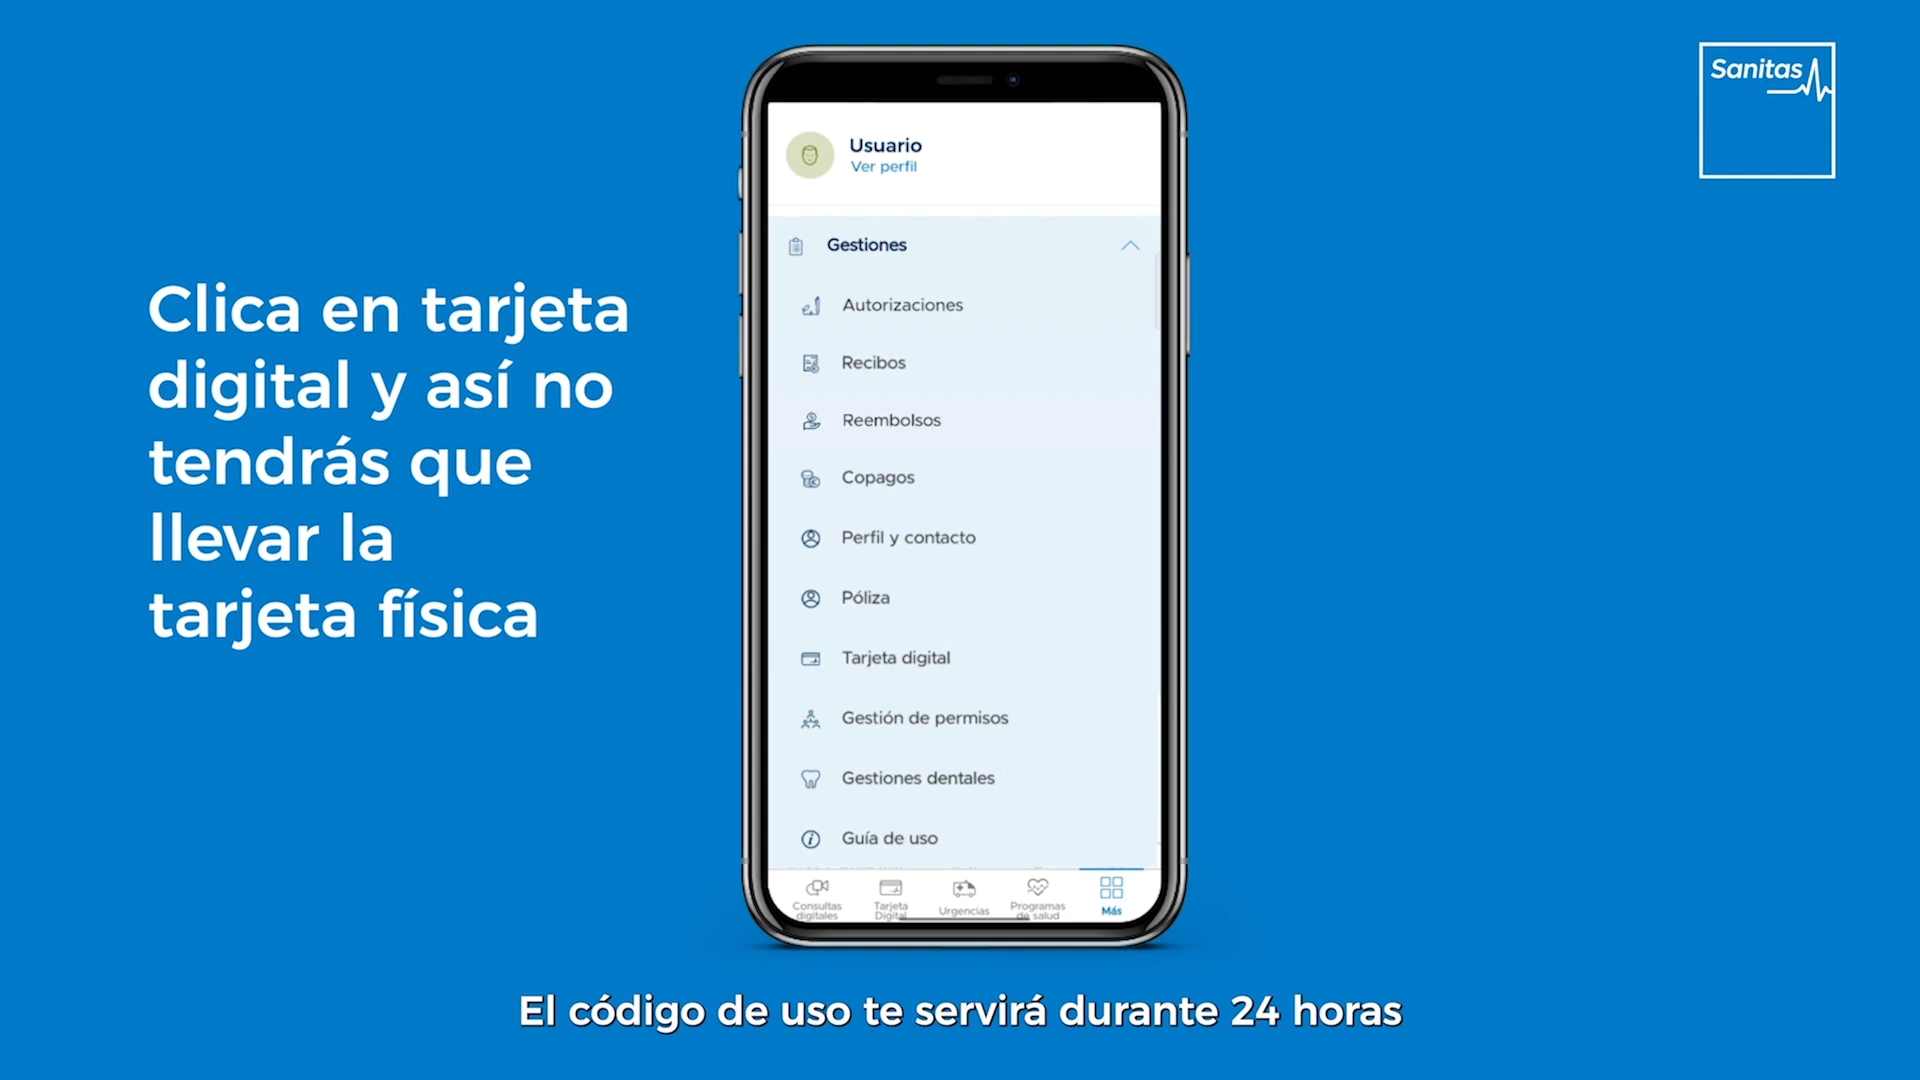 Sanitas
Clica en tarjeta
digital y así no
tendrás que
llevar la
tarjeta física
Usuario
Ver perfil
Gestiones
Autorizaciones
Recibos
Reembolsos
Copagos
Perfil y contacto
Póliza
Tarjeta digital
Gestión de permisos
Gestiones dentales
Guía de uso
Consultas
digitales
Tarjeta
Digital
Urgencias
Programas
de salud
Más
El código de uso te servirá durante 24 horas